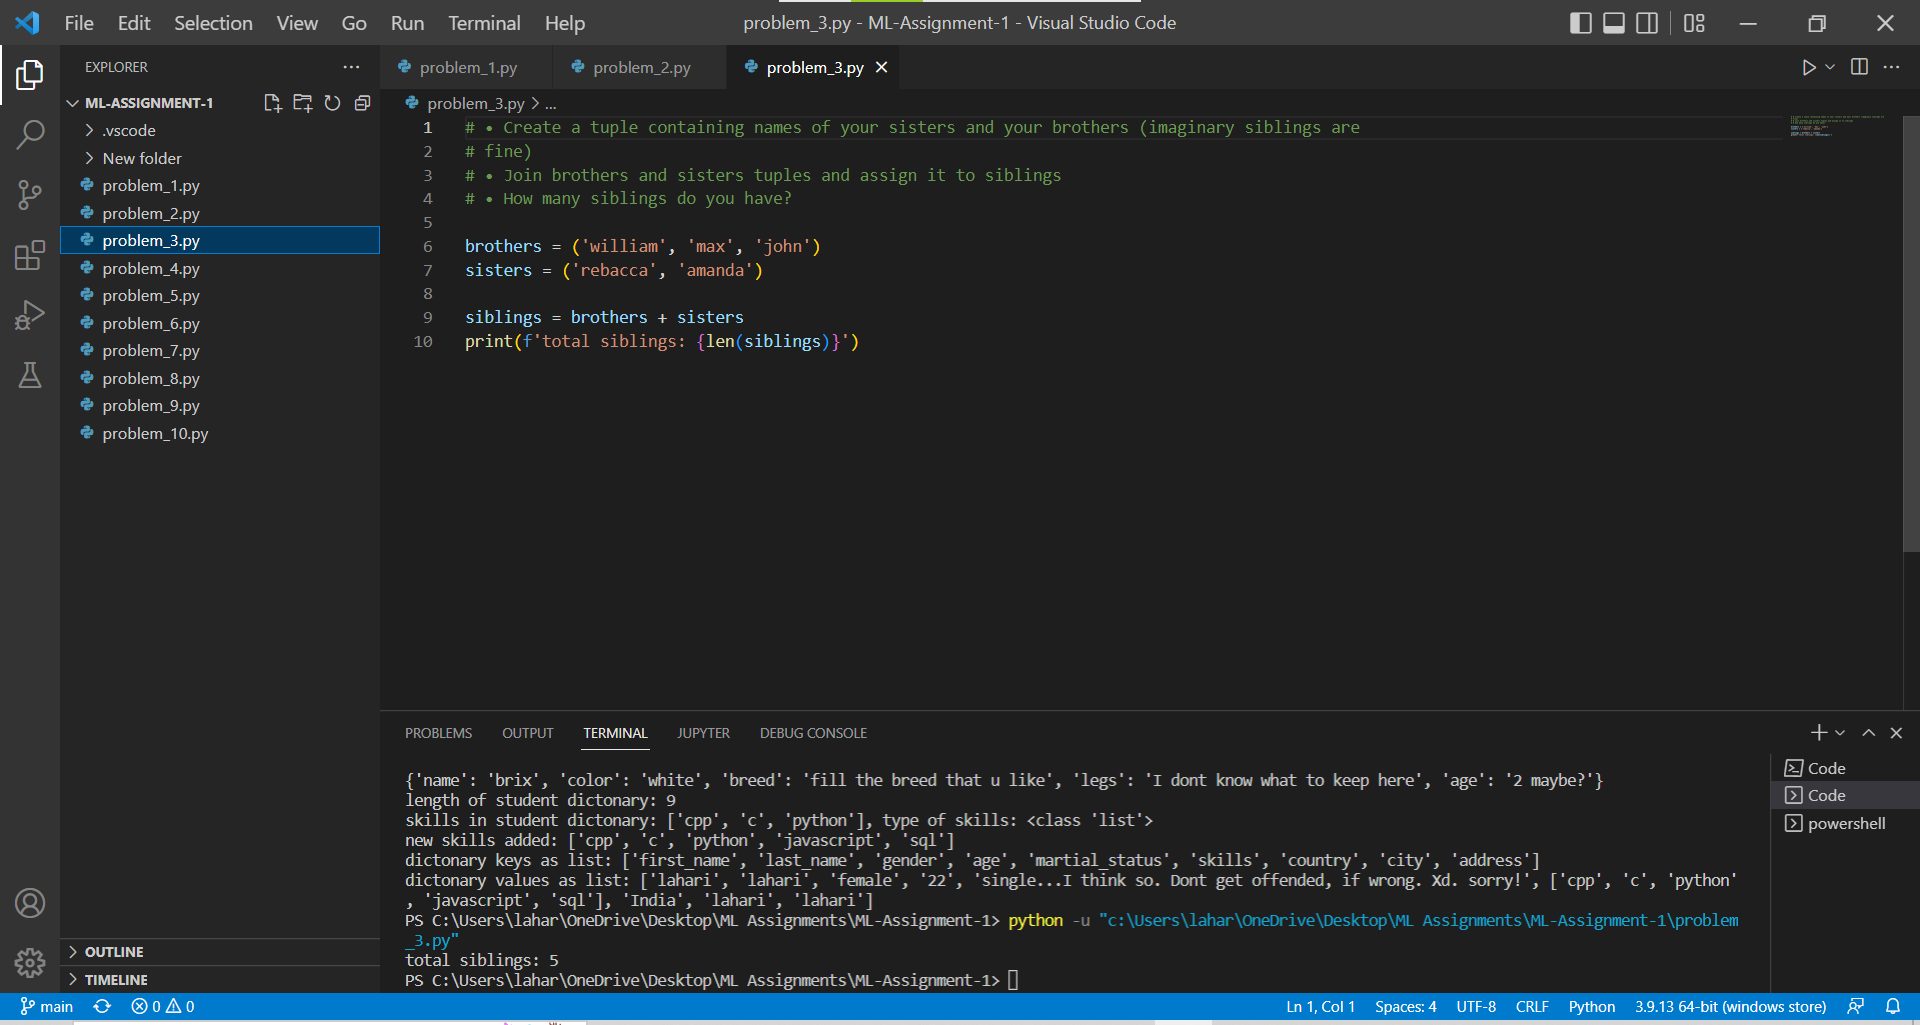 File Edit Selection View Go Run Terminal Help
problem_3.py - ML-Assignment-1 - Visual Studio Code
EXPLORER
ML-ASSIGNMENT-1
.vscode
New folder
problem_1.py
problem_2.py
problem_3.py
problem_4.py
problem_5.py
problem_6.py
problem_7.py
problem_8.py
problem_9.py
problem_10.py
OUTLINE
TIMELINE
problem_1.py problem_2.py problem_3.py
problem_3.py > ...
1 # • Create a tuple containing names of your sisters and your brothers (imaginary siblings are
2 # fine)
3 # • Join brothers and sisters tuples and assign it to siblings
4 # • How many siblings do you have?
5
6 brothers = ('william', 'max', 'john')
7 sisters = ('rebacca', 'amanda')
8
9 siblings = brothers + sisters
10 print(f'total siblings: {len(siblings)}')
PROBLEMS OUTPUT TERMINAL JUPYTER DEBUG CONSOLE
{'name': 'brix', 'color': 'white', 'breed': 'fill the breed that u like', 'legs': 'I dont know what to keep here', 'age': '2 maybe?'}
length of student dictonary: 9
skills in student dictonary: ['cpp', 'c', 'python'], type of skills: <class 'list'>
new skills added: ['cpp', 'c', 'python', 'javascript', 'sql']
dictonary keys as list: ['first_name', 'last_name', 'gender', 'age', 'martial_status', 'skills', 'country', 'city', 'address']
dictonary values as list: ['lahari', 'lahari', 'female', '22', 'single...I think so. Dont get offended, if wrong. Xd. sorry!', ['cpp', 'c', 'python'
, 'javascript', 'sql'], 'India', 'lahari', 'lahari']
PS C:\Users\lahar\OneDrive\Desktop\ML Assignments\ML-Assignment-1> python -u "c:\Users\lahar\OneDrive\Desktop\ML Assignments\ML-Assignment-1\problem
_3.py"
total siblings: 5
PS C:\Users\lahar\OneDrive\Desktop\ML Assignments\ML-Assignment-1>
Code
Code
powershell
main 0 0
Ln 1, Col 1 Spaces: 4 UTF-8 CRLF Python 3.9.13 64-bit (windows store)